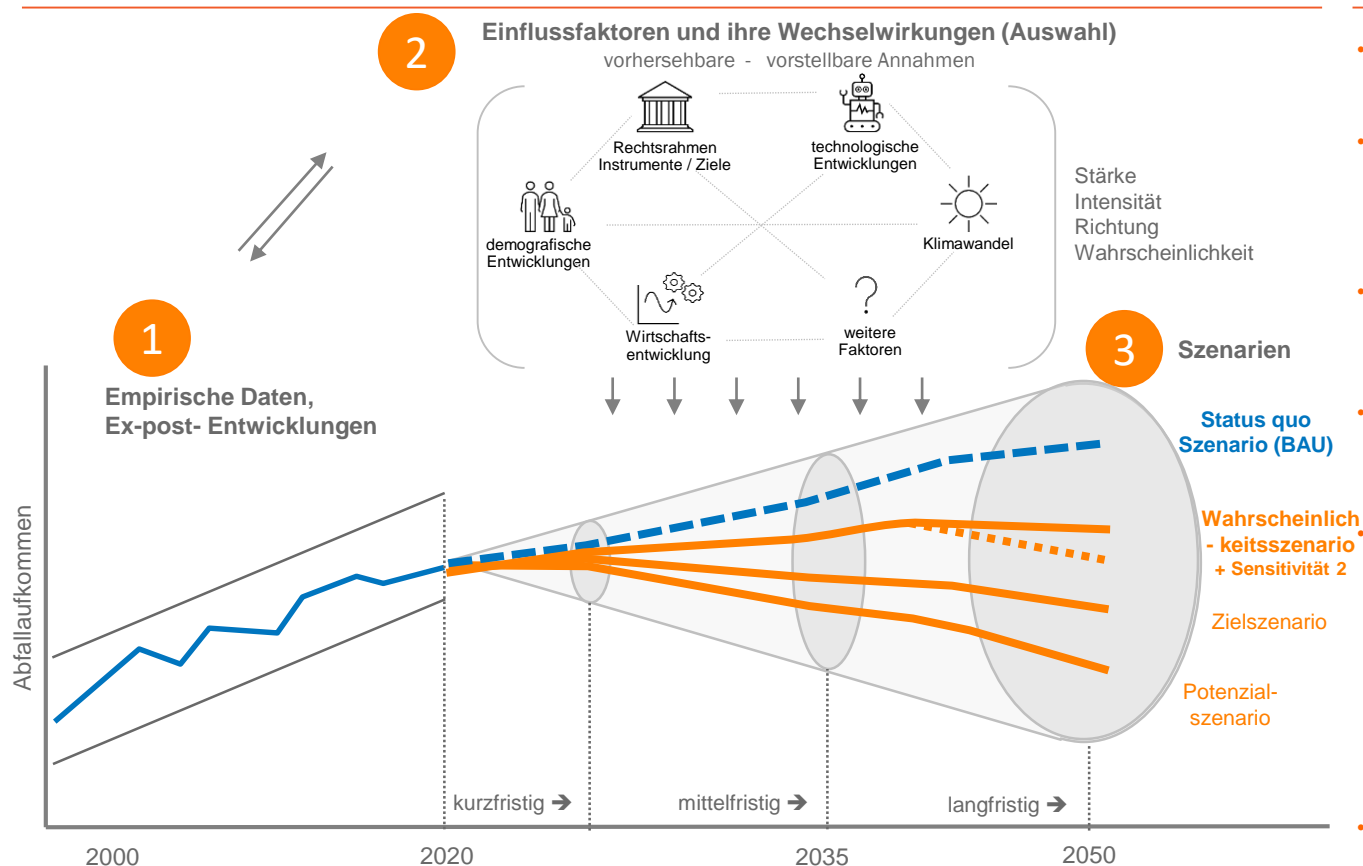 2
Einflussfaktoren und ihre Wechselwirkungen (Auswahl)
vorhersehbare - vorstellbare Annahmen
Rechtsrahmen
Instrumente / Ziele
technologische
Entwicklungen
demografische
Entwicklungen
Klimawandel
Wirtschafts-
entwicklung
?
weitere
Faktoren
Stärke
Intensität
Richtung
Wahrscheinlichkeit
1
Empirische Daten,
Ex-post- Entwicklungen
3
Szenarien
Status quo
Szenario (BAU)
Wahrscheinlich
- keitsszenario
+ Sensitivität 2
Zielszenario
Potenzial-
szenario
Abfallaufkommen
kurzfristig ➔
mittelfristig ➔
langfristig ➔
2000
2020
2035
2050